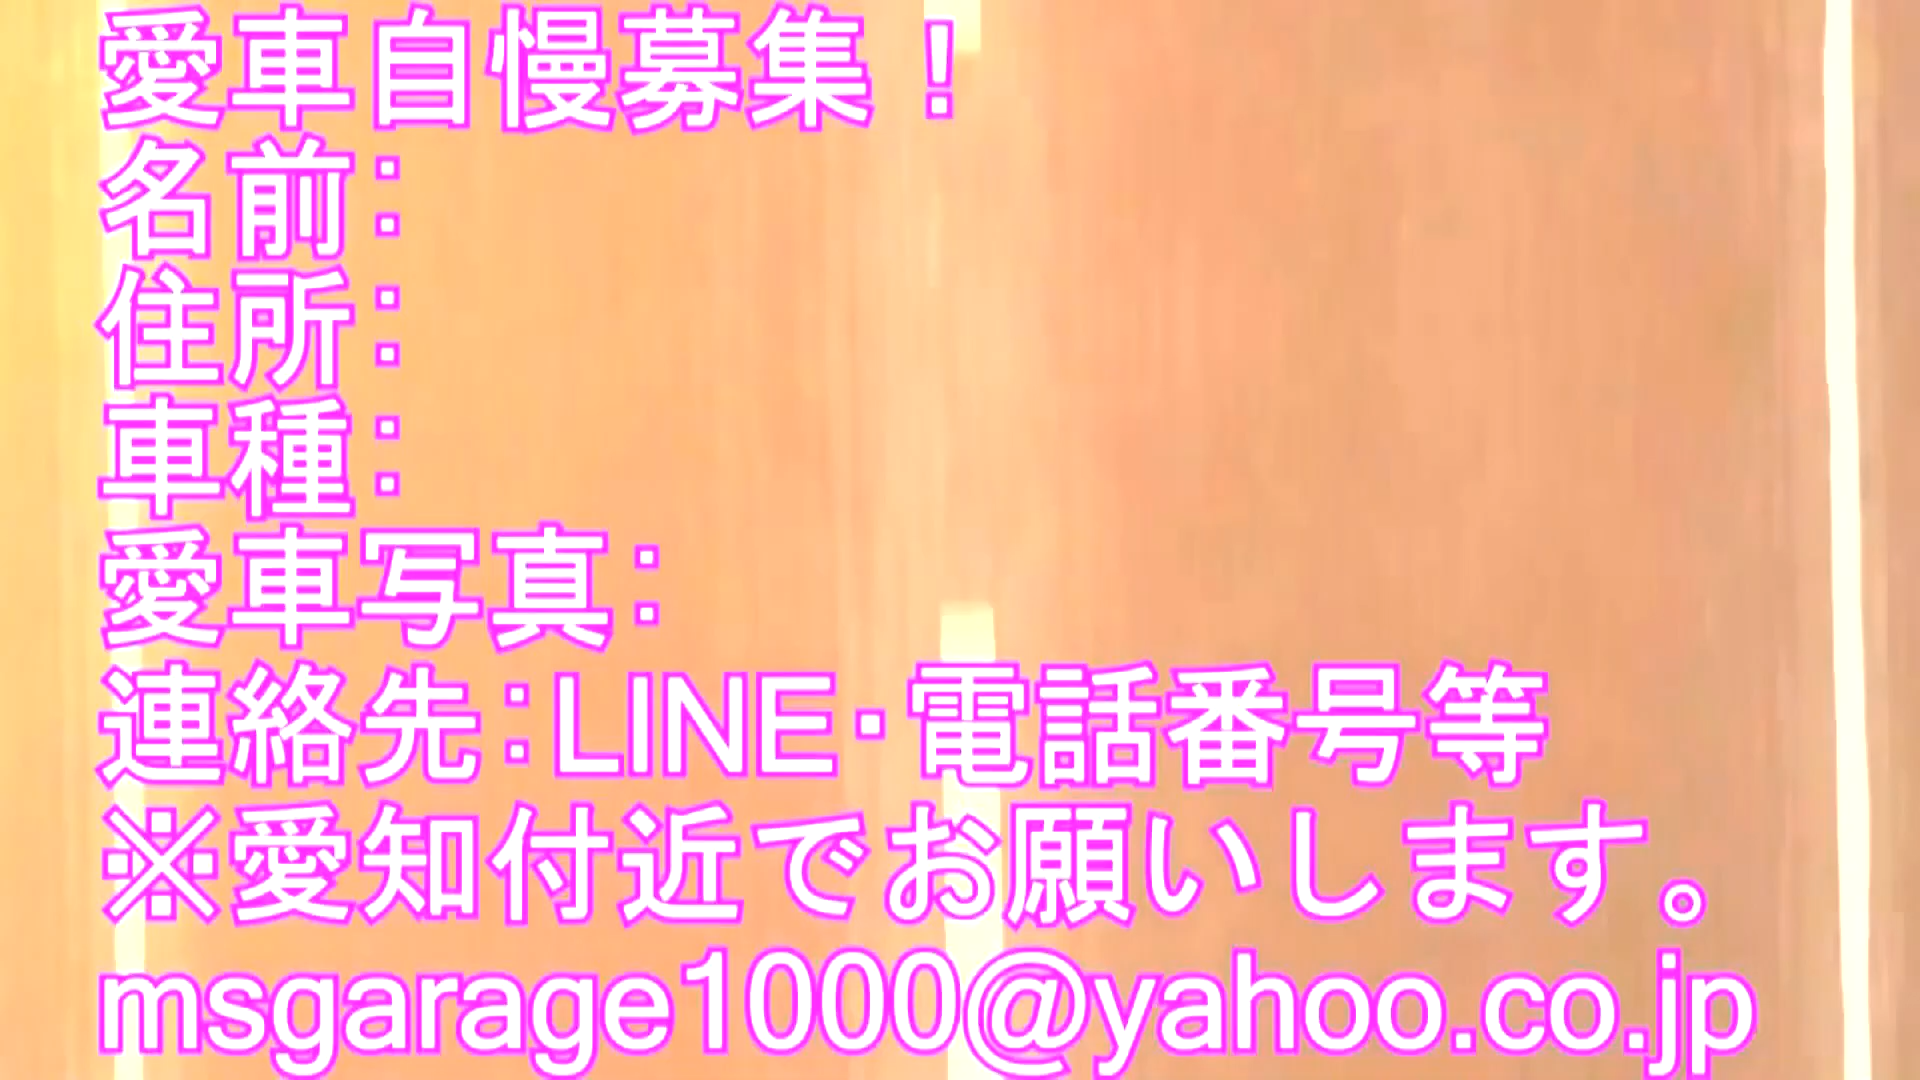 愛車自慢募集！
名前：
住所：
車種：
愛車写真：
連絡先：LINE・電話番号等
※愛知付近でお願いします。
msgarage1000@yahoo.co.jp